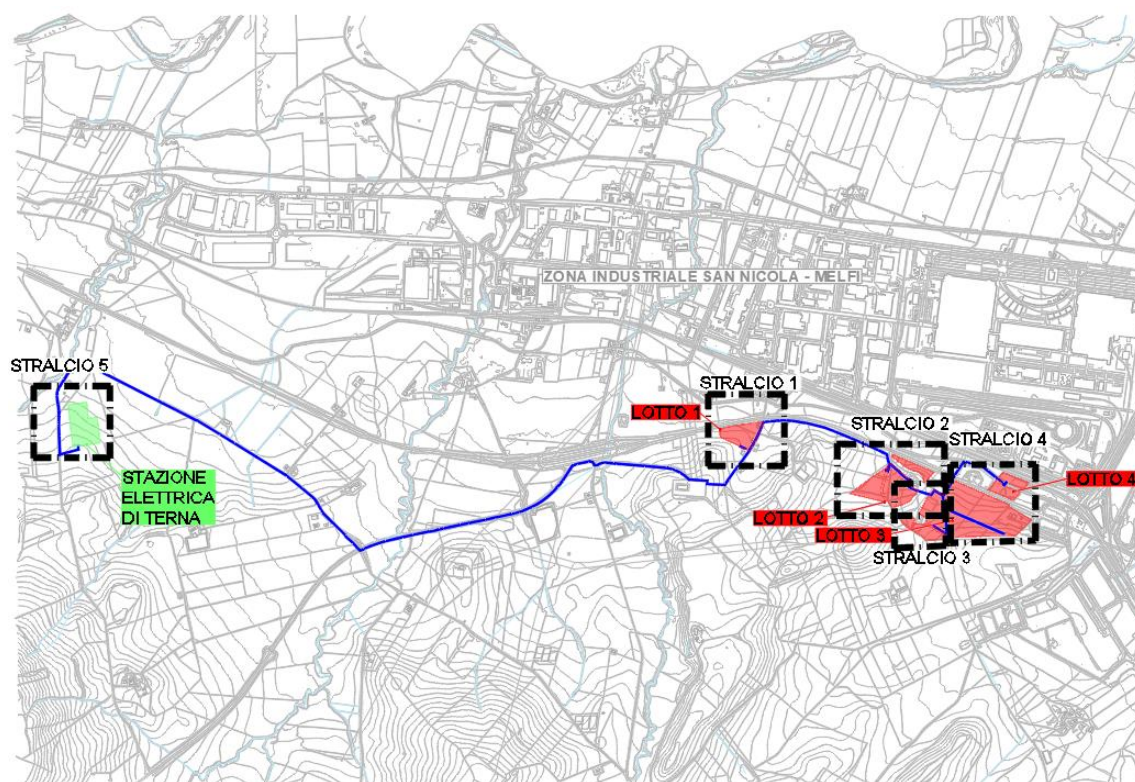 ZONA INDUSTRIALE SAN NICOLA - MELFI
STRALCIO 5
STRALCIO 1
LOTTO 1
STRALCIO 2
STRALCIO 4
STAZIONE
ELETTRICA
DI TERNA
LOTTO 4
LOTTO 2
LOTTO 3
STRALCIO 3